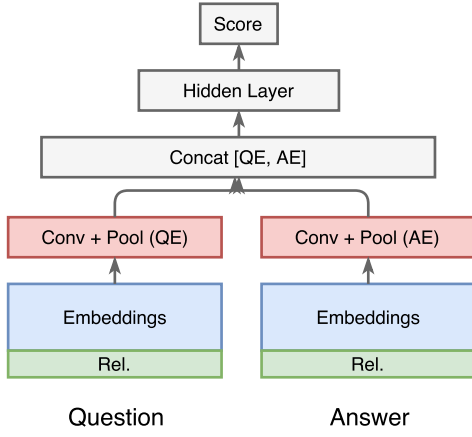 Score
Hidden Layer
Concat [QE, AE]
Conv + Pool (QE)
Conv + Pool (AE)
Embeddings
Embeddings
Rel.
Rel.
Question
Answer